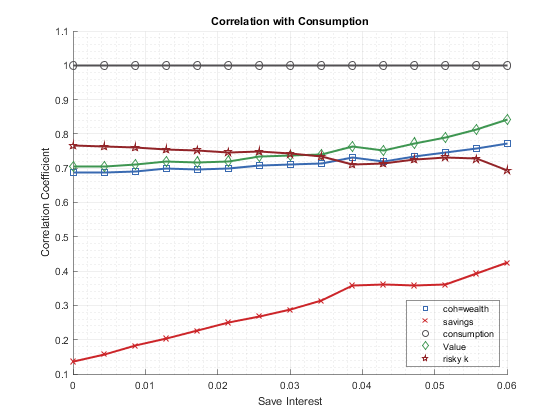 Correlation with Consumption
1.1
1
0.9
0.8
0.7
0.6
0.5
0.4
0.3
0.2
0.1
Correlation Coefficient
0 0.01 0.02 0.03 0.04 0.05 0.06
Save Interest
coh=wealth
savings
consumption
Value
risky k